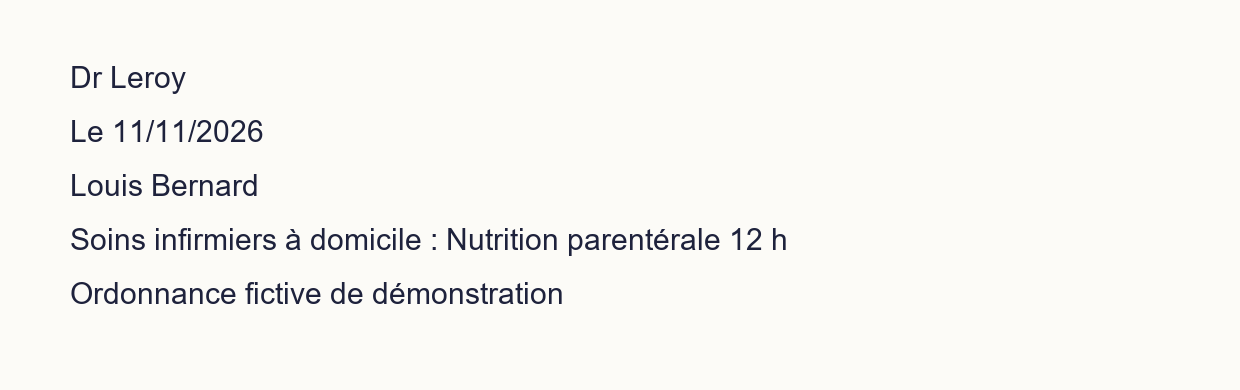 Dr Leroy
Le 11/11/2026
Louis Bernard
Soins infirmiers à domicile : Nutrition parentérale 12 h
Ordonnance fictive de démonstration